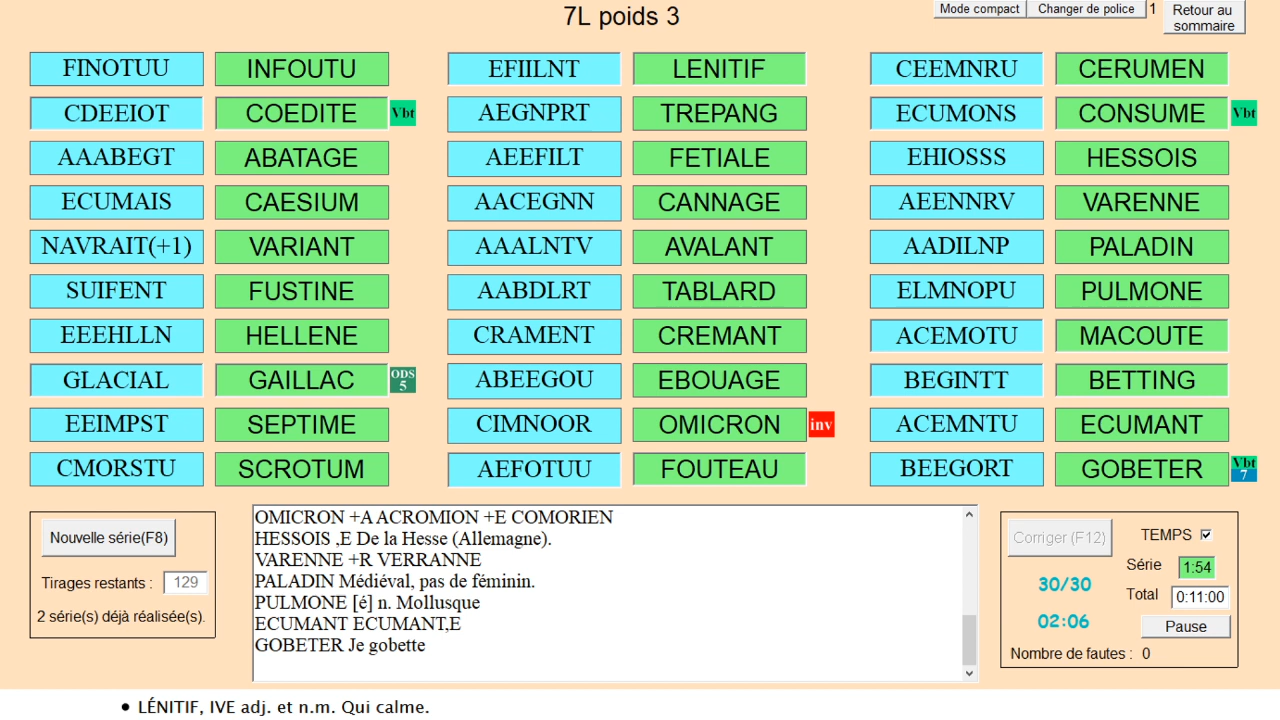 7L poids 3
Mode compact Changer de police 1 Retour au sommaire
FINOTUU INFOUTU EFIILNT LENITIF CEEMNRU CERUMEN
CDEEIOT COEDITE Vbt AEGNPRT TREPANG ECUMONS CONSUME Vbt
AAABEGT ABATAGE AEEFILT FETIALE EHIOSSS HESSOIS
ECUMAIS CAESIUM AACEGNN CANNAGE AEENNRV VARENNE
NAVRAIT(+1) VARIANT AAALNTV AVALANT AADILNP PALADIN
SUIFENT FUSTINE AABDLRT TABLARD ELMNOPU PULMONE
EEEHLLN HELLENE CRAMENT CREMANT ACEMOTU MACOUTE
GLACIAL GAILLAC ODS 5 ABEEGOU EBOUAGE BEGINTT BETTING
EEIMPST SEPTIME CIMNOOR OMICRON inv ACEMNTU ECUMANT
CMORSTU SCROTUM AEFOTUU FOUTEAU BEEGORT GOBETER Vbt 7
Nouvelle série(F8)
Tirages restants : 129
2 série(s) déjà réalisée(s).
OMICRON +A ACROMION +E COMORIEN
HESSOIS ,E De la Hesse (Allemagne).
VARENNE +R VERRANNE
PALADIN Médiéval, pas de féminin.
PULMONE [é] n. Mollusque
ECUMANT ECUMANT,E
GOBETER Je gobette
Corriger (F12) TEMPS
Série 1:54
30/30 Total 0:11:00
02:06 Pause
Nombre de fautes : 0
• LÉNITIF, IVE adj. et n.m. Qui calme.